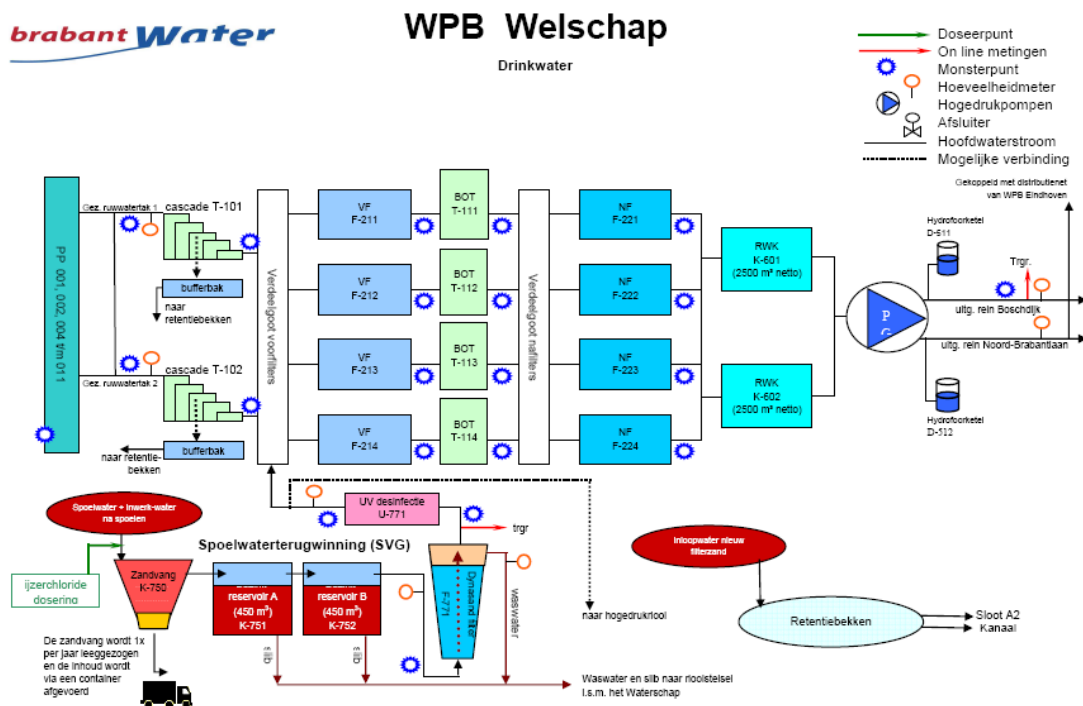 brabant Water
WPB Welschap
Drinkwater
Doseerpunt
On line metingen
Monsterpunt
Hoeveelheidmeter
Hogedrukpompen
Afsluiter
Hoofdwaterstroom
Mogelijke verbinding
Gekoppeld met distributienet
van WPB Eindhoven
PP 001, 002, 004 t/m 011
Gez. ruwwatertak 1
cascade T-101
bufferbak
naar
retentiebekken
Gez. ruwwatertak 2
cascade T-102
bufferbak
naar retentie-
bekken
Verdeelgoot voorfilters
VF
F-211
VF
F-212
VF
F-213
VF
F-214
BOT
T-111
BOT
T-112
BOT
T-113
BOT
T-114
Verdeelgoot nafilters
NF
F-221
NF
F-222
NF
F-223
NF
F-224
RWK
K-601
(2500 m³ netto)
RWK
K-602
(2500 m³ netto)
P
G
Hydrofoorketel
D-511
Trgr.
uitg. rein Boschdijk
uitg. rein Noord-Brabantlaan
Hydrofoorketel
D-512
Spoelwater + Inwerk-water
na spoelen
ijzerchloride
dosering
Zandvang
K-750
De zandvang wordt 1x
per jaar leeggezogen
en de inhoud wordt
via een container
afgevoerd
Spoelwaterterugwinning (SVG)
reservoir A
(450 m³)
K-751
reservoir B
(450 m³)
K-752
slib
slib
UV desinfectie
U-771
trgr
Dynasand filter
F-771
waswater
naar hogedrukriool
Waswater en slib naar rioolstelsel
I.s.m. het Waterschap
Inloopwater nieuw
filterzand
Retentiebekken
Sloot A2
Kanaal